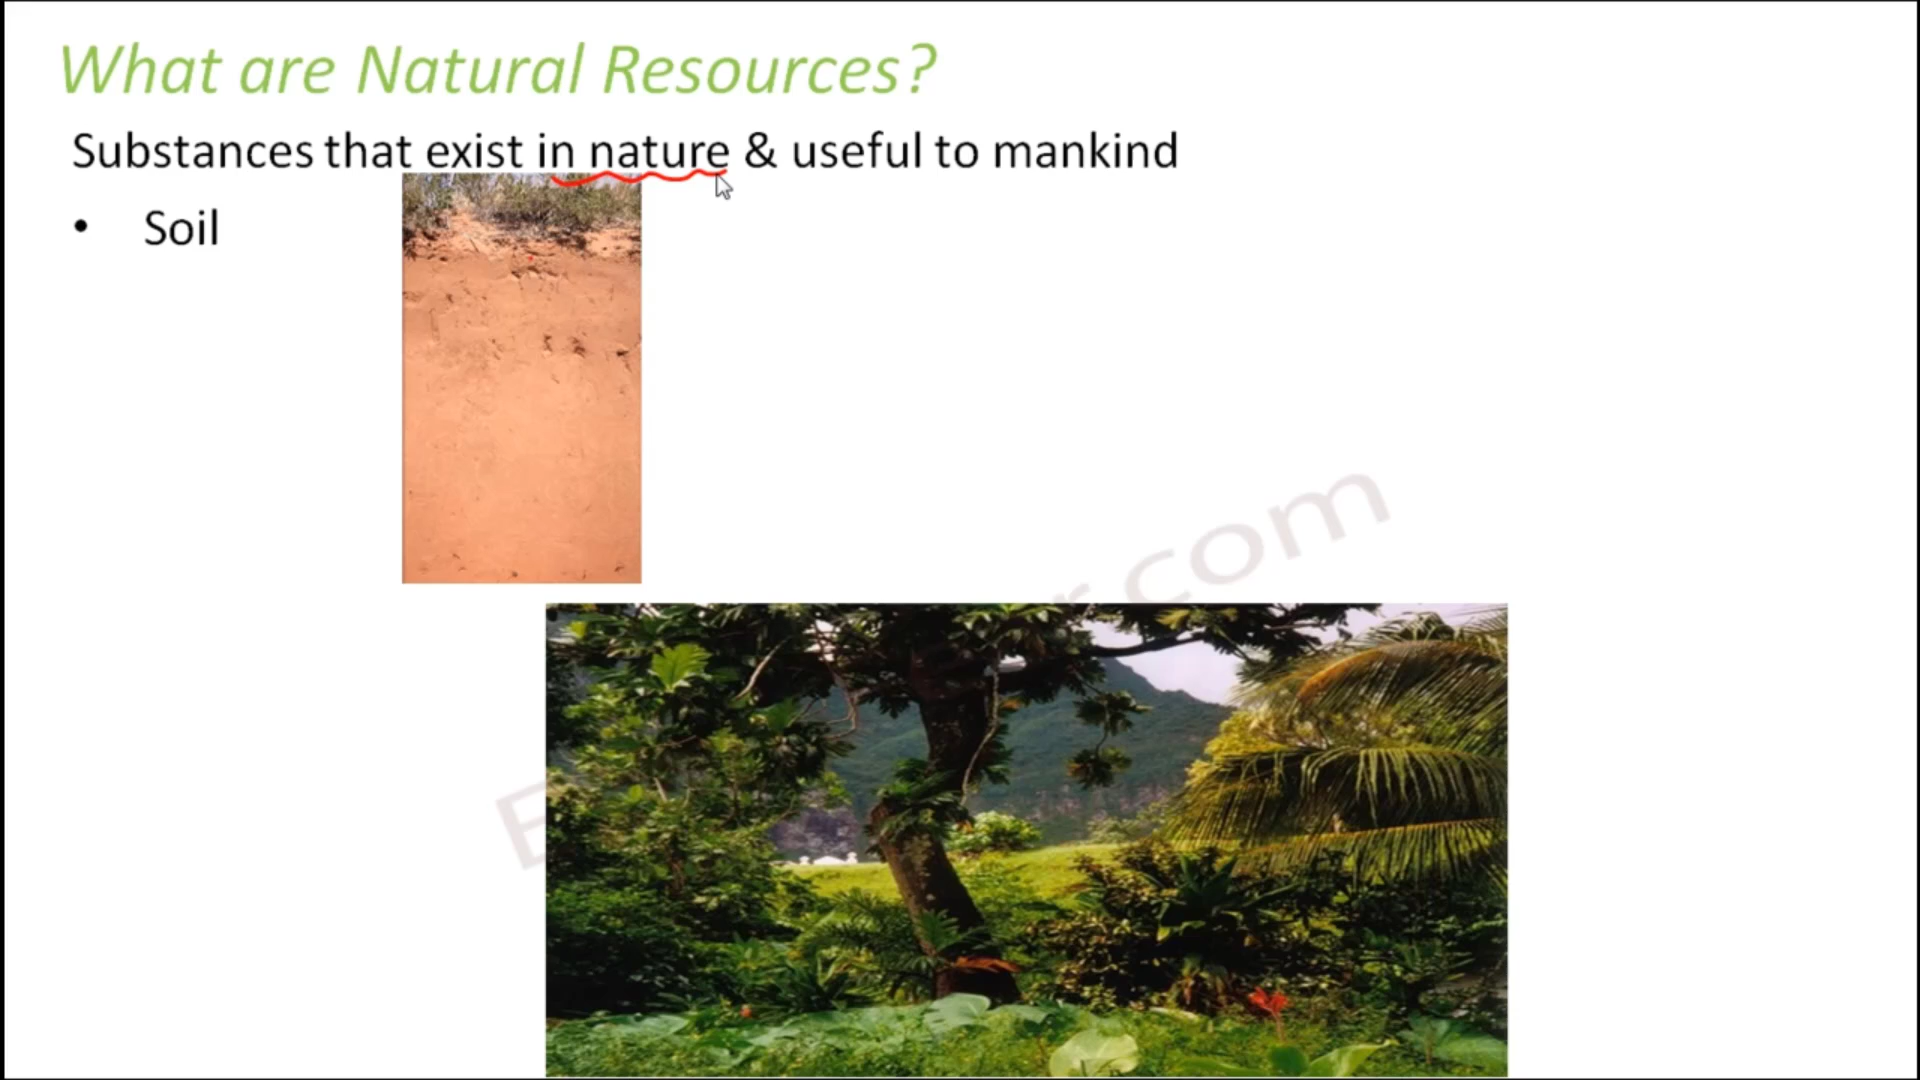 What are Natural Resources?
Substances that exist in nature & useful to mankind
• Soil